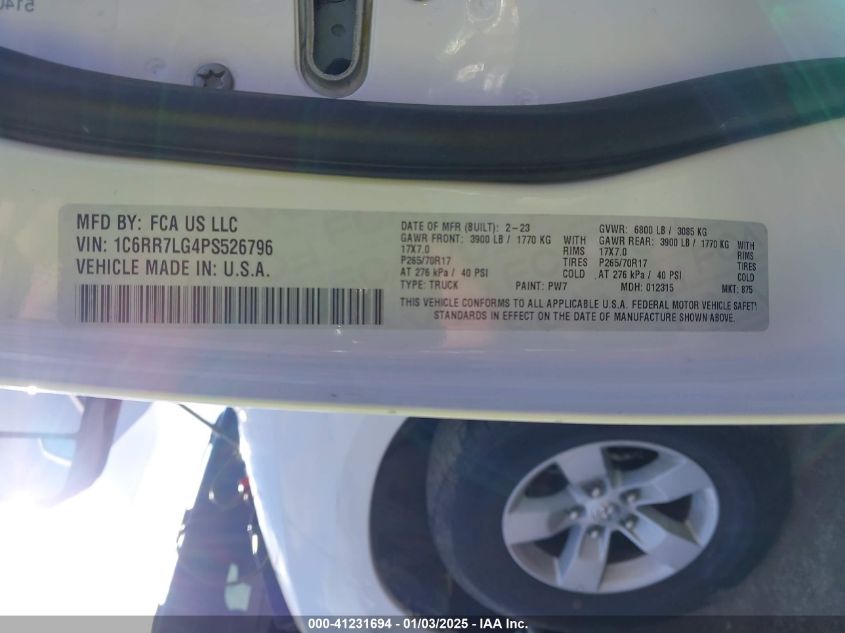 MFD BY: FCA US LLC
VIN: 1C6RR7LG4PS526796
VEHICLE MADE IN: U.S.A.
DATE OF MFR (BUILT): 2-23
GVWR: 6800 LB / 3085 KG
GAWR FRONT: 3900 LB / 1770 KG
GAWR REAR: 3900 LB / 1770 KG
17X7.0 RIMS 17X7.0 RIMS
P265/70R17 TIRES P265/70R17 TIRES
AT 276 kPa / 40 PSI COLD AT 276 kPa / 40 PSI COLD
TYPE: TRUCK PAINT: PW7 MDH: 012315 MKT: 875
THIS VEHICLE CONFORMS TO ALL APPLICABLE U.S.A. FEDERAL MOTOR VEHICLE SAFETY
STANDARDS IN EFFECT ON THE DATE OF MANUFACTURE SHOWN ABOVE.
000-41231694 - 01/03/2025 - IAA Inc.